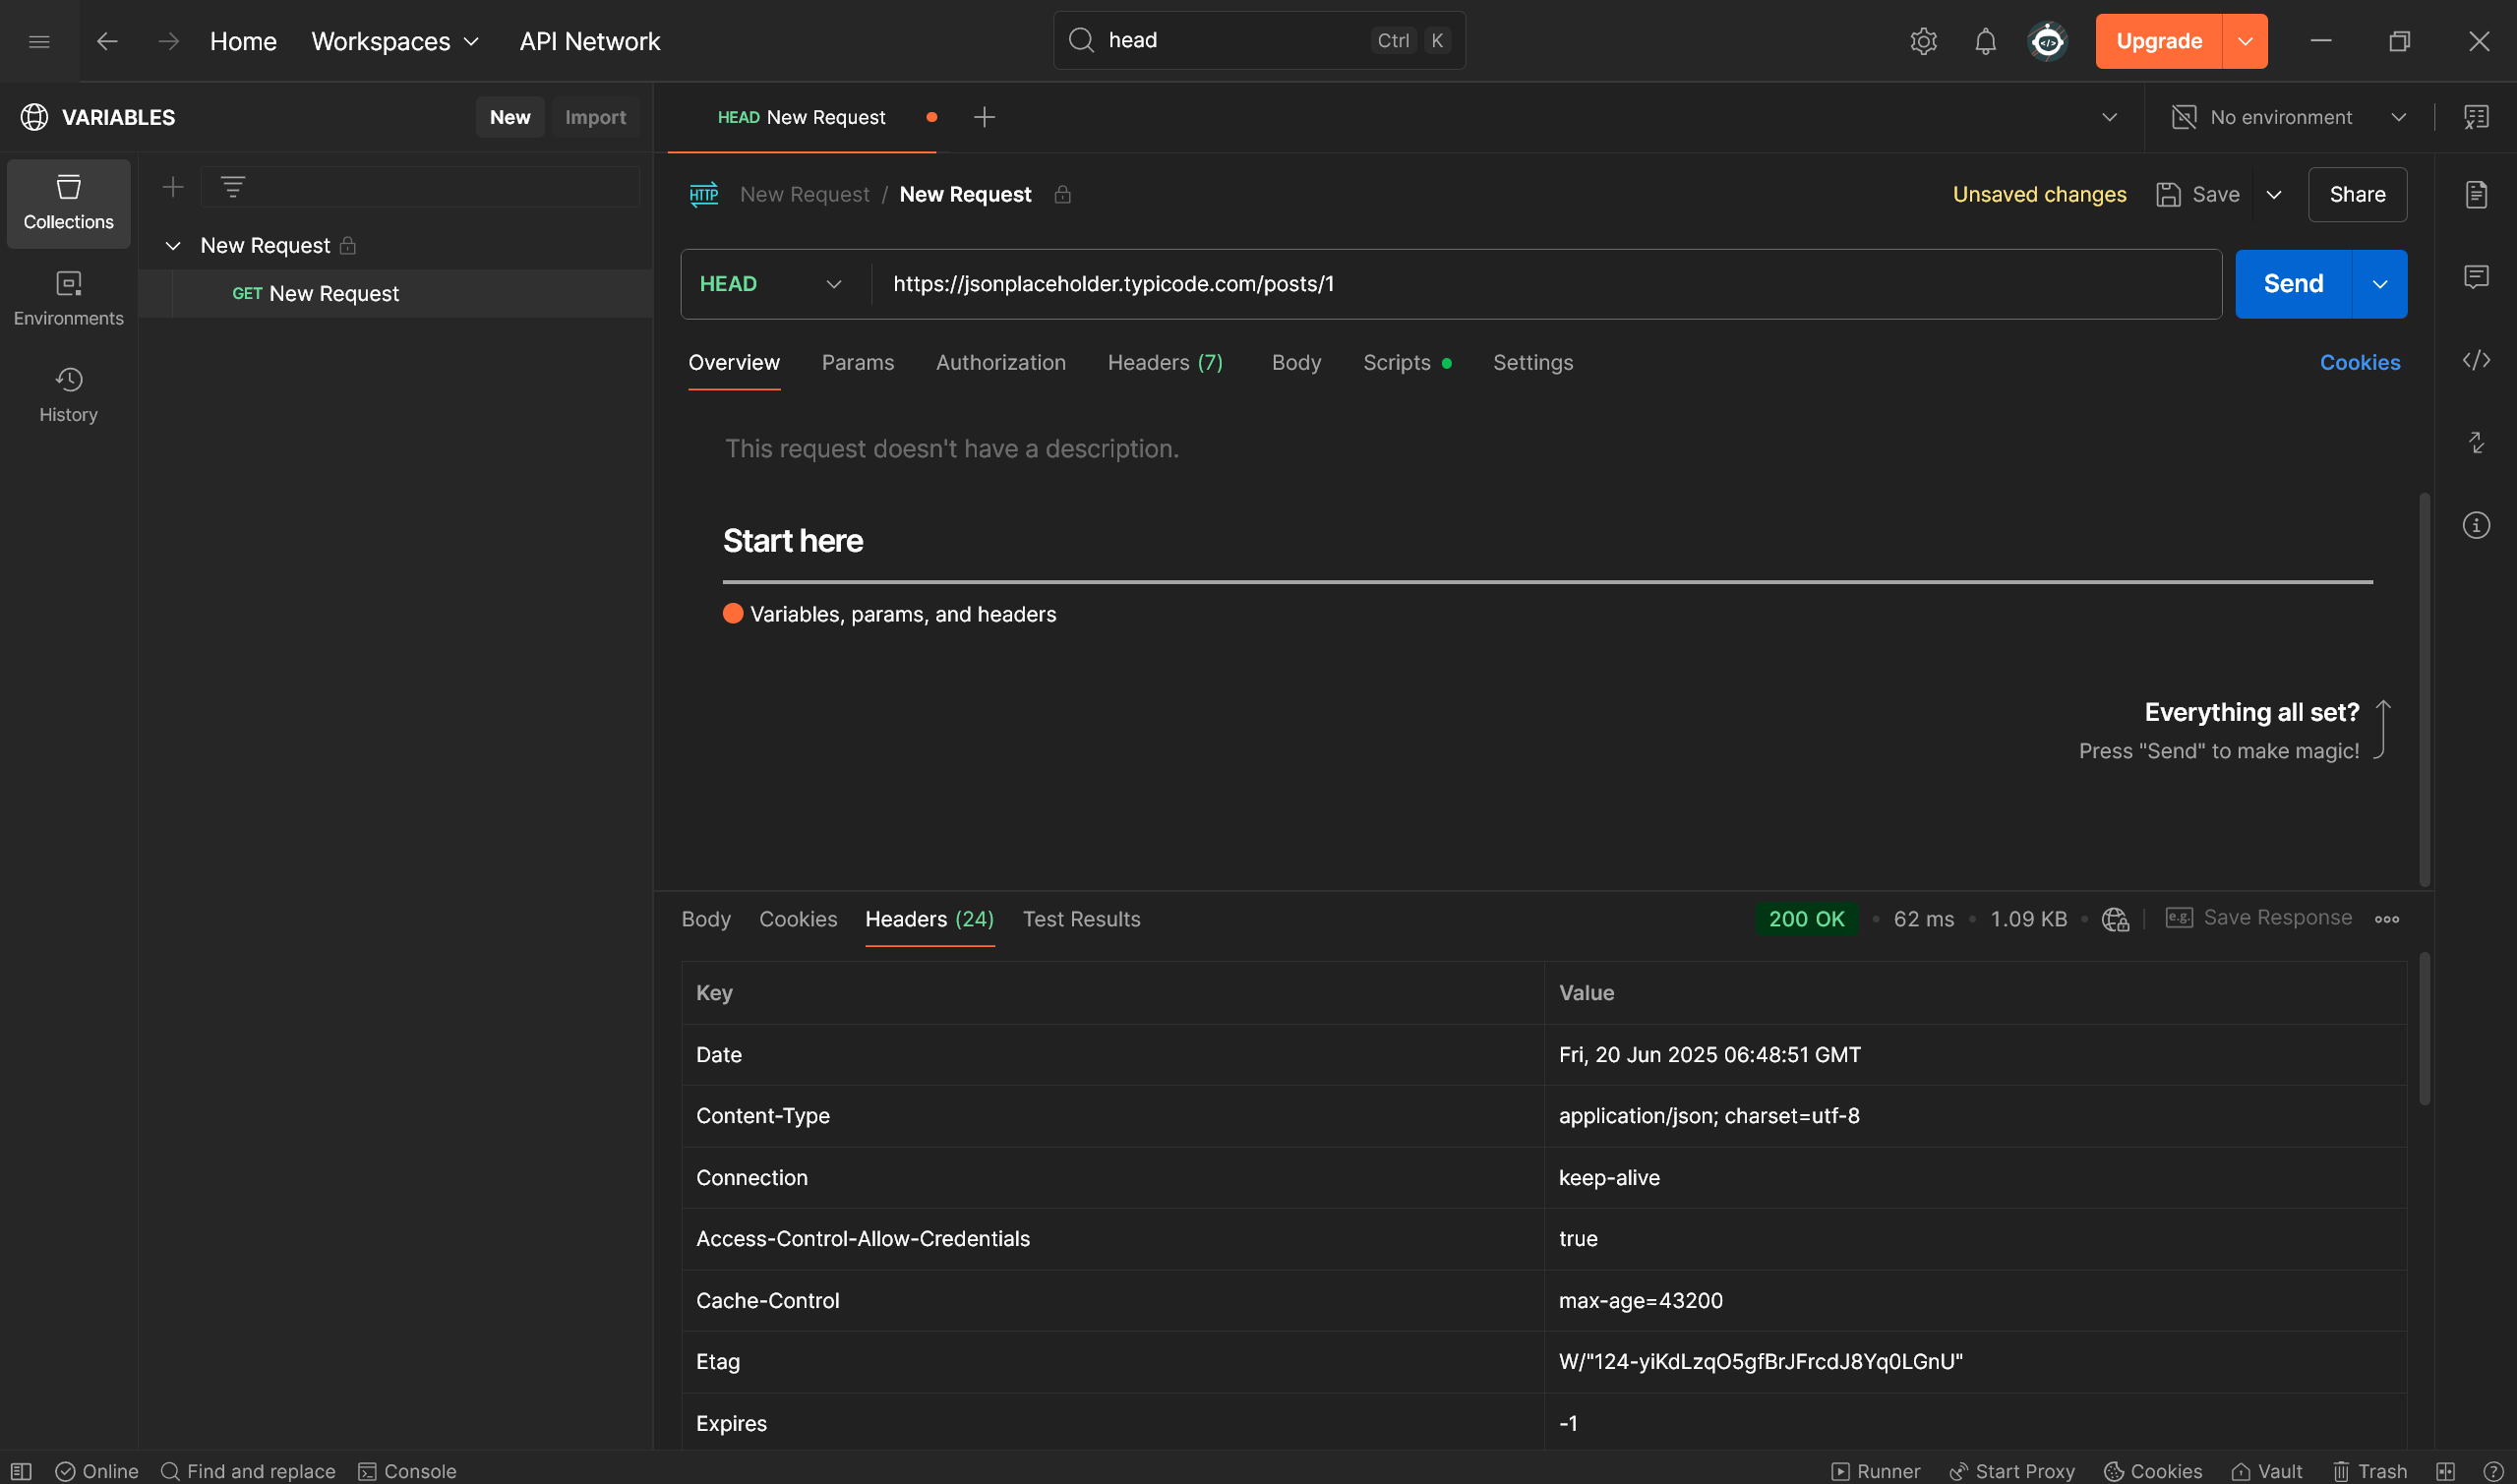 Home Workspaces API Network head Ctrl K Upgrade
VARIABLES New Import HEAD New Request No environment
Collections
Environments
History
New Request
GET New Request
HTTP New Request / New Request Unsaved changes Save Share
HEAD https://jsonplaceholder.typicode.com/posts/1 Send
Overview Params Authorization Headers (7) Body Scripts Settings Cookies
This request doesn't have a description.
Start here
Variables, params, and headers
Everything all set?
Press "Send" to make magic!
Body Cookies Headers (24) Test Results 200 OK 62 ms 1.09 KB e.g. Save Response
Key Value
Date Fri, 20 Jun 2025 06:48:51 GMT
Content-Type application/json; charset=utf-8
Connection keep-alive
Access-Control-Allow-Credentials true
Cache-Control max-age=43200
Etag W/"124-yiKdLzqO5gfBrJFrcdJ8Yq0LGnU"
Expires -1
Online Find and replace Console Runner Start Proxy Cookies Vault Trash